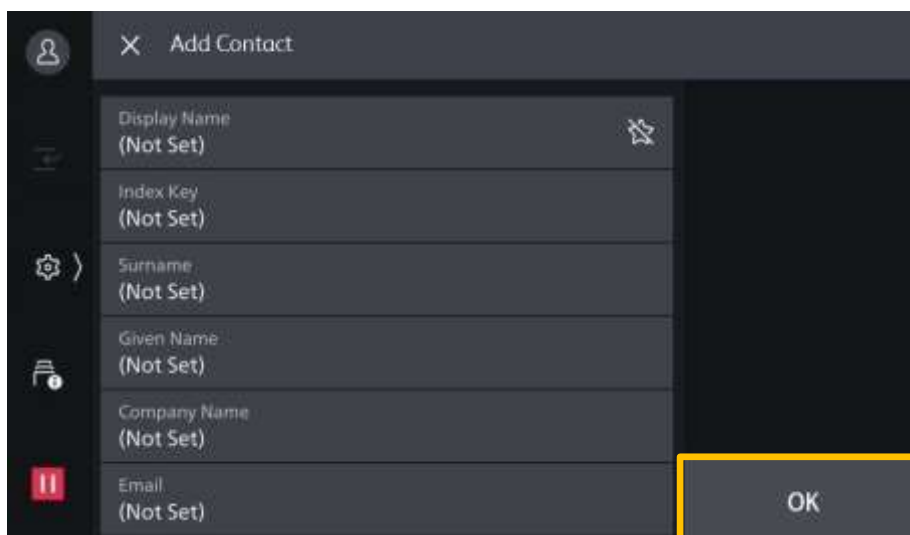 Add Contact
Display Name
(Not Set)
Index Key
(Not Set)
Surname
(Not Set)
Given Name
(Not Set)
Company Name
(Not Set)
Email
(Not Set)
OK